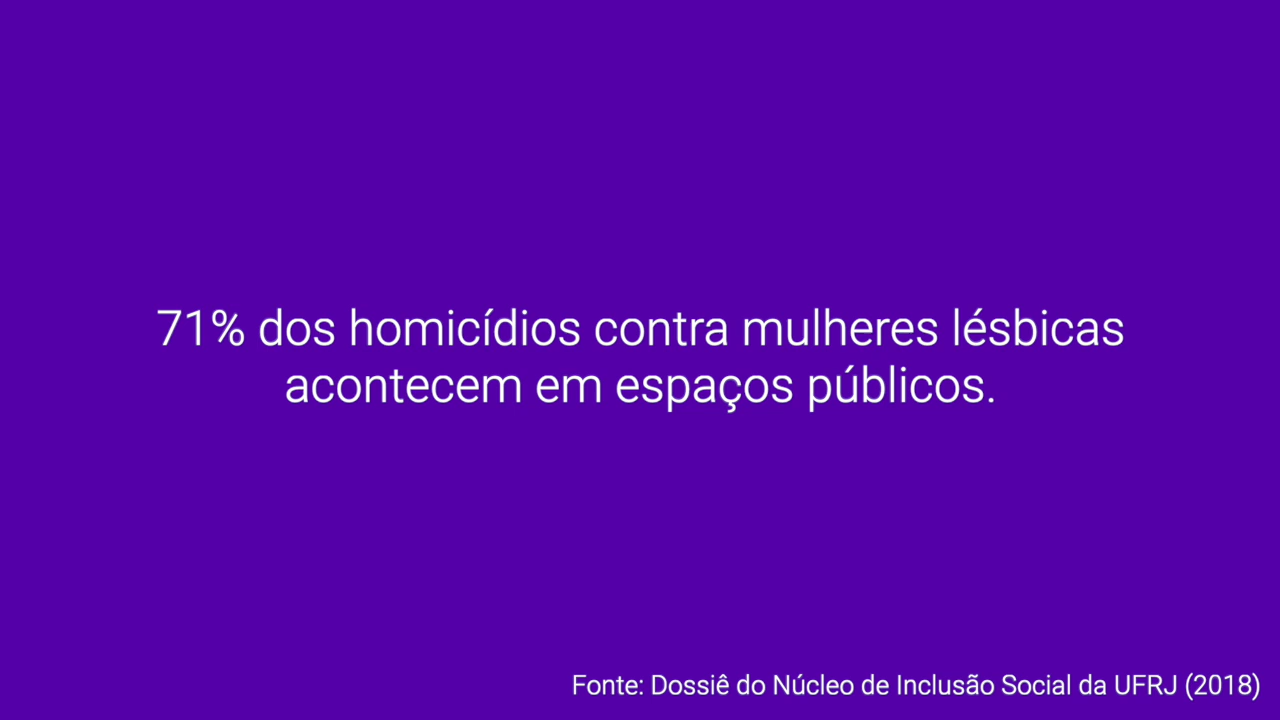 71% dos homicídios contra mulheres lésbicas
acontecem em espaços públicos.
Fonte: Dossiê do Núcleo de Inclusão Social da UFRJ (2018)